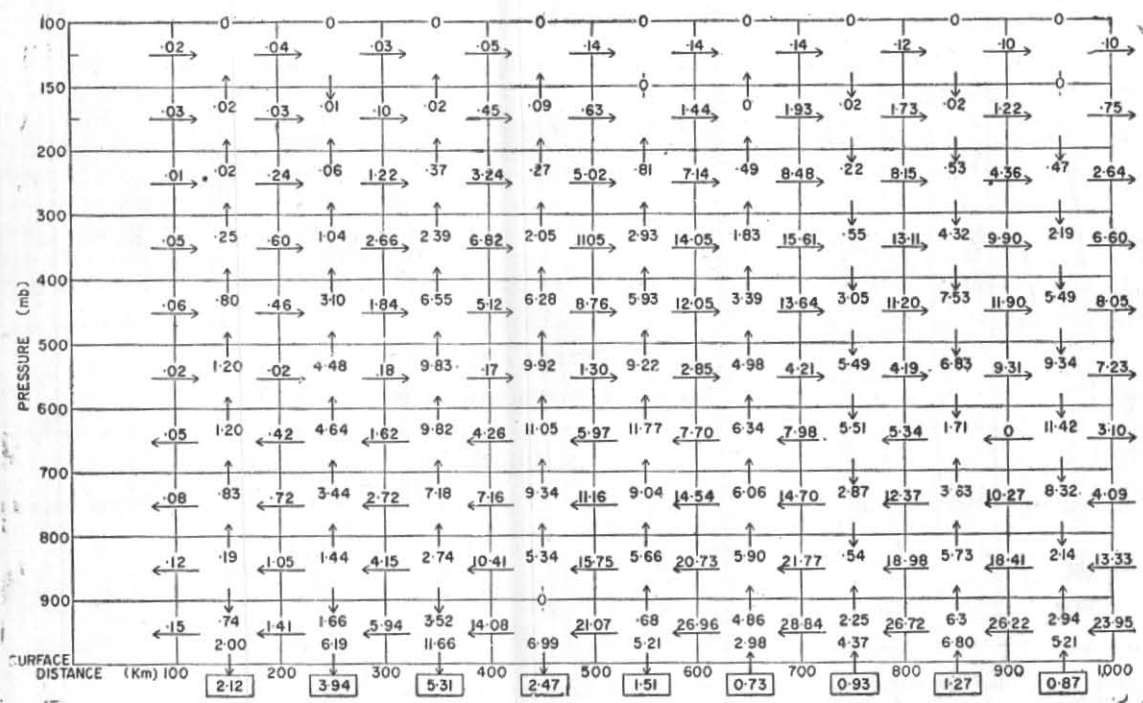 100 0 0 0 0 0 0 0 0 0
.02 .04 .03 .05 .14 .14 .14 .12 .10 .10
150 0 0
.03 .02 .03 .01 .10 .02 .45 .09 .63 1.44 0 1.93 .02 1.73 .02 1.22 .75
200
.01 .02 .24 .06 1.22 .37 3.24 .27 5.02 .81 7.14 .49 8.48 .22 8.15 .53 4.36 .47 2.64
300
.05 .25 .60 1.04 2.66 2.39 6.82 2.05 11.05 2.93 14.05 1.83 15.61 .55 13.11 4.32 9.90 2.19 6.60
400
.06 .80 .46 3.10 1.84 6.55 5.12 6.28 8.76 5.93 12.05 3.39 13.64 3.05 11.20 7.53 11.90 5.49 8.05
PRESSURE (mb)
500
.02 1.20 .02 4.48 .18 9.83 .17 9.92 1.30 9.22 2.85 4.98 4.21 5.49 4.19 6.83 9.31 9.34 7.23
600
.05 1.20 .42 4.64 1.62 9.82 4.26 11.05 5.97 11.77 7.70 6.34 7.98 5.51 5.34 1.71 0 11.42 3.10
700
.08 .83 .72 3.44 2.72 7.18 7.16 9.34 11.16 9.04 14.54 6.06 14.70 2.87 12.37 10.27 8.32 4.09
800
.12 .19 1.05 1.44 4.15 2.74 10.41 5.34 15.75 5.66 20.73 5.90 21.77 .54 18.98 5.73 18.41 2.14 13.33
900 0
.15 .74 1.41 1.66 5.94 3.52 14.08 21.07 .68 26.96 4.86 28.84 2.25 26.72 6.3 26.22 2.94 23.95
2.00 6.19 11.66 6.99 5.21 2.98 4.37 6.80 5.21
SURFACE
DISTANCE (Km) 100 200 300 400 500 600 700 800 900 1,000
2.12 3.94 5.31 2.47 1.51 0.73 0.93 1.27 0.87